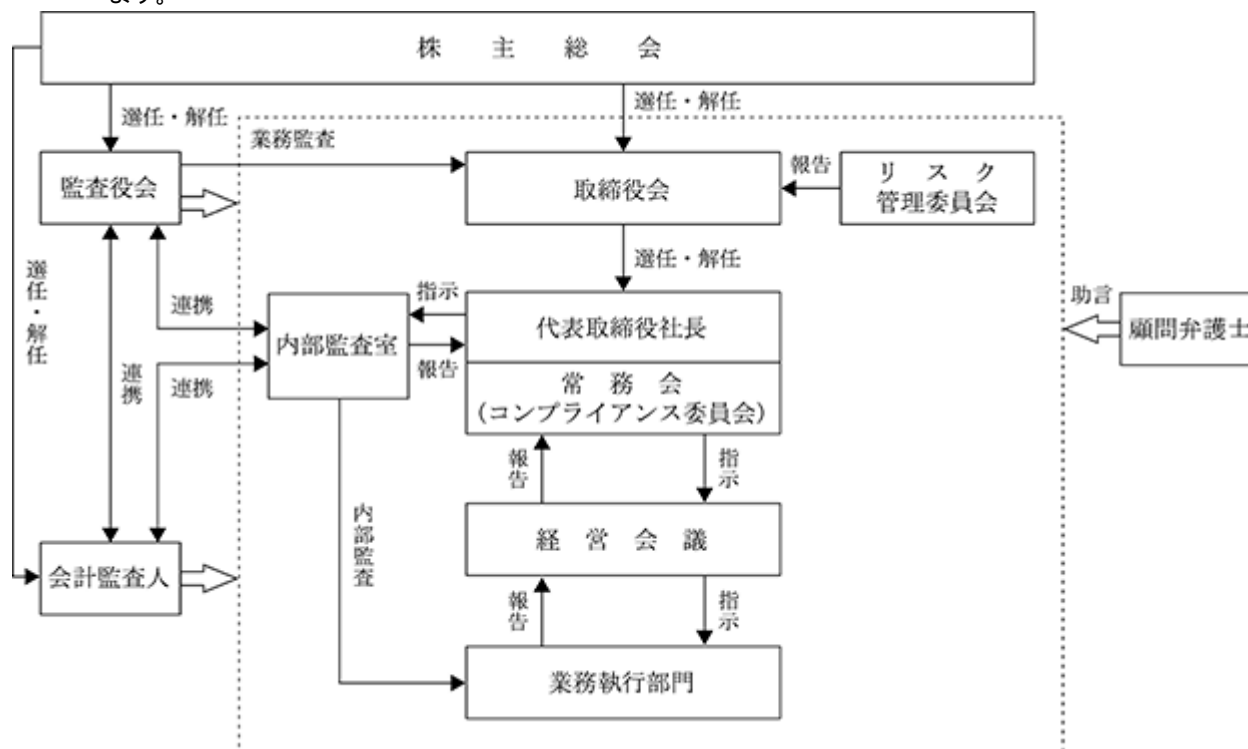 ます。
株主総会
選任・解任
選任・解任
業務監査
監査役会
取締役会
報告
リスク
管理委員会
選任・解任
選任・解任
連携
指示
内部監査室
報告
代表取締役社長
常務会
(コンプライアンス委員会)
助言
顧問弁護士
連携
連携
報告
指示
内部監査
経営会議
会計監査人
報告
指示
業務執行部門